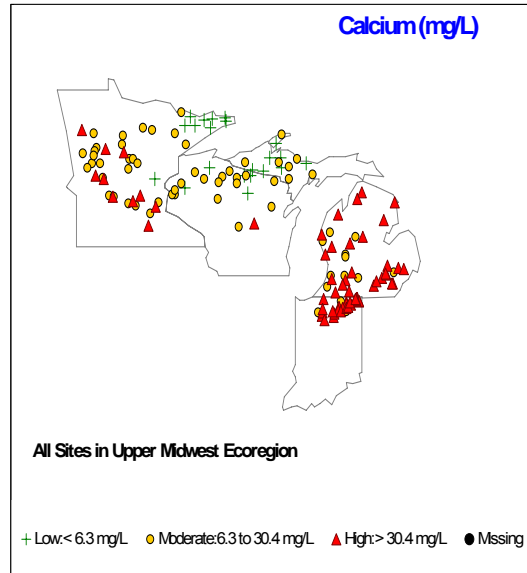 Calcium (mg/L)
All Sites in Upper Midwest Ecoregion
Low:< 6.3 mg/L Moderate:6.3 to 30.4 mg/L High:> 30.4 mg/L Missing